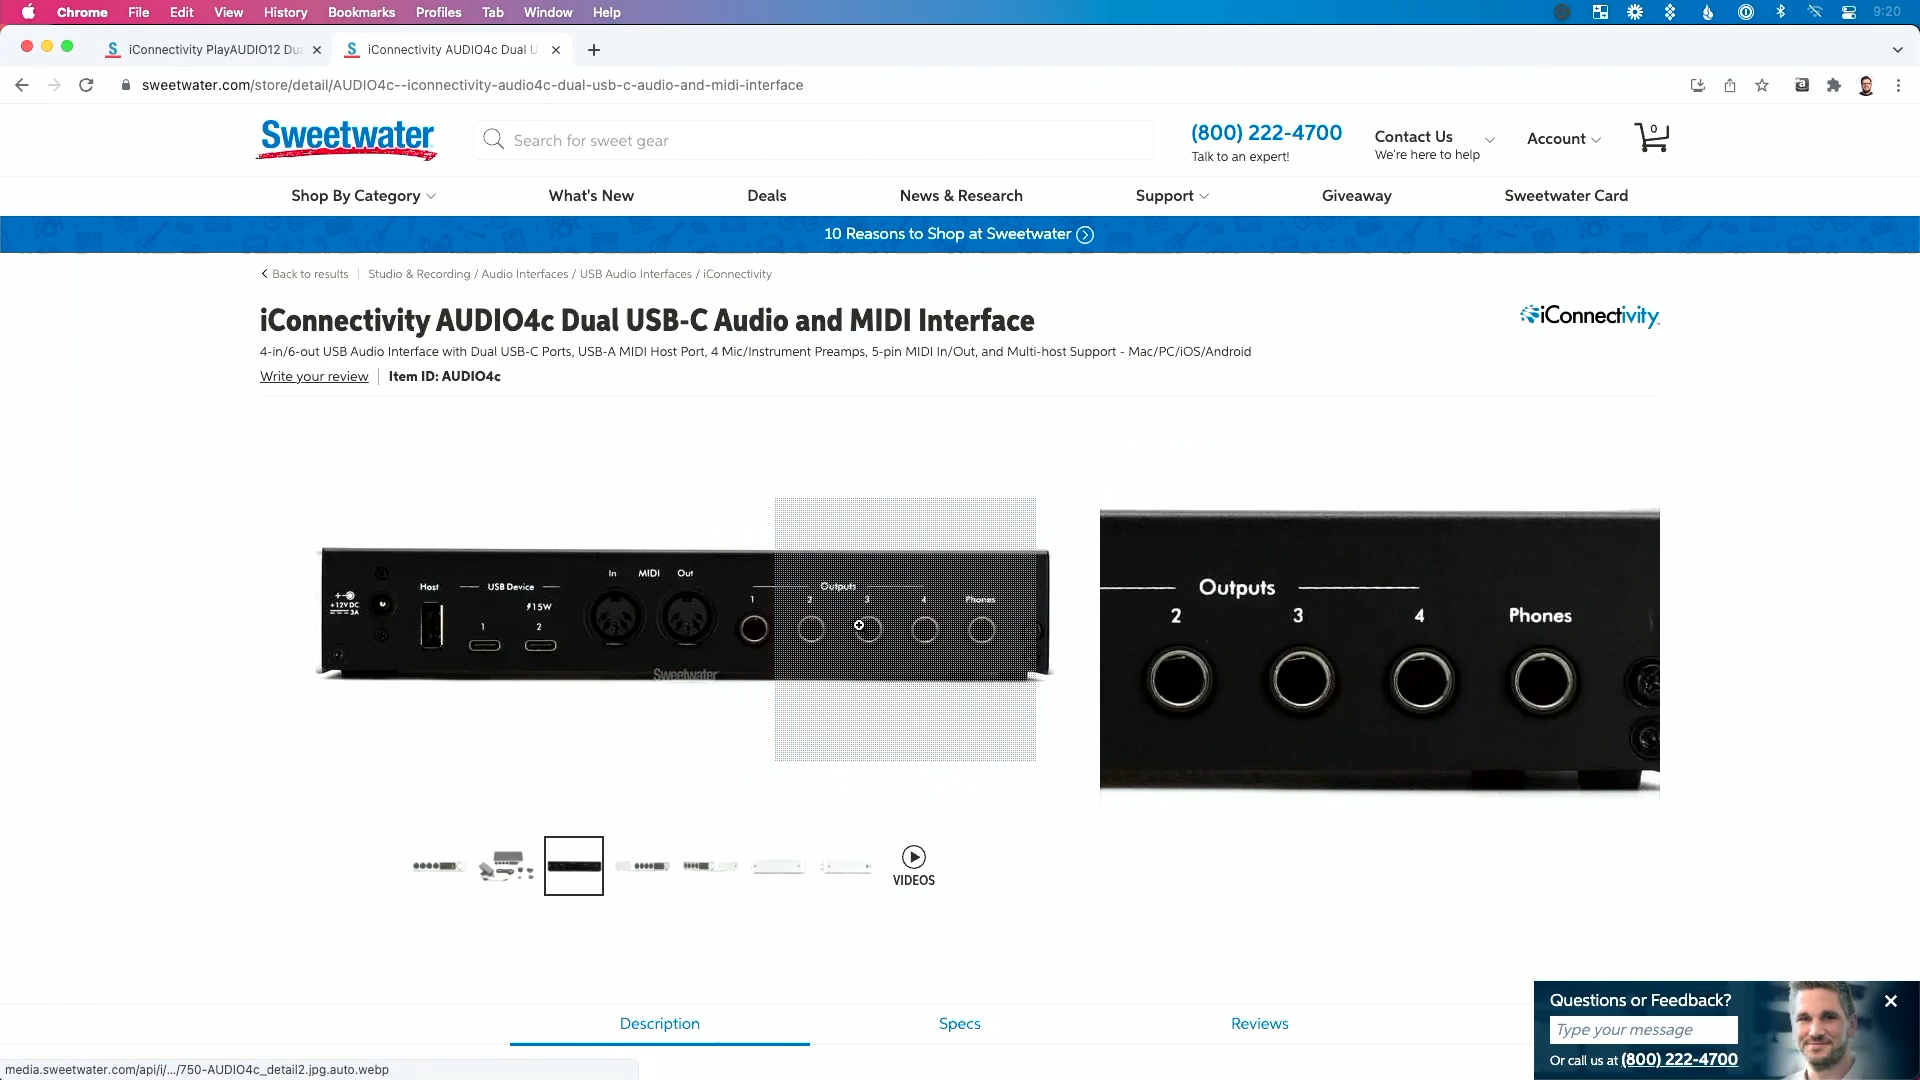 Chrome File Edit View History Bookmarks Profiles Tab Window Help 9:20
iConnectivity PlayAUDIO12 Dua
iConnectivity AUDIO4c Dual U
sweetwater.com/store/detail/AUDIO4c--iconnectivity-audio4c-dual-usb-c-audio-and-midi-interface
Sweetwater
Search for sweet gear
(800) 222-4700
Talk to an expert!
Contact Us
We're here to help
Account
0
Shop By Category What's New Deals News & Research Support Giveaway Sweetwater Card
10 Reasons to Shop at Sweetwater
Back to results Studio & Recording / Audio Interfaces / USB Audio Interfaces / iConnectivity
iConnectivity AUDIO4c Dual USB-C Audio and MIDI Interface
iConnectivity
4-in/6-out USB Audio Interface with Dual USB-C Ports, USB-A MIDI Host Port, 4 Mic/Instrument Preamps, 5-pin MIDI In/Out, and Multi-host Support - Mac/PC/iOS/Android
Write your review Item ID: AUDIO4c
In MIDI Out
Host USB Device Outputs
+12V DC
3A
15W
1 2
1 2 3 4 Phones
Sweetwater
Outputs
2 3 4 Phones
VIDEOS
Description Specs Reviews
Questions or Feedback?
Type your message
Or call us at (800) 222-4700
media.sweetwater.com/api/i/.../750-AUDIO4c_detail2.jpg.auto.webp